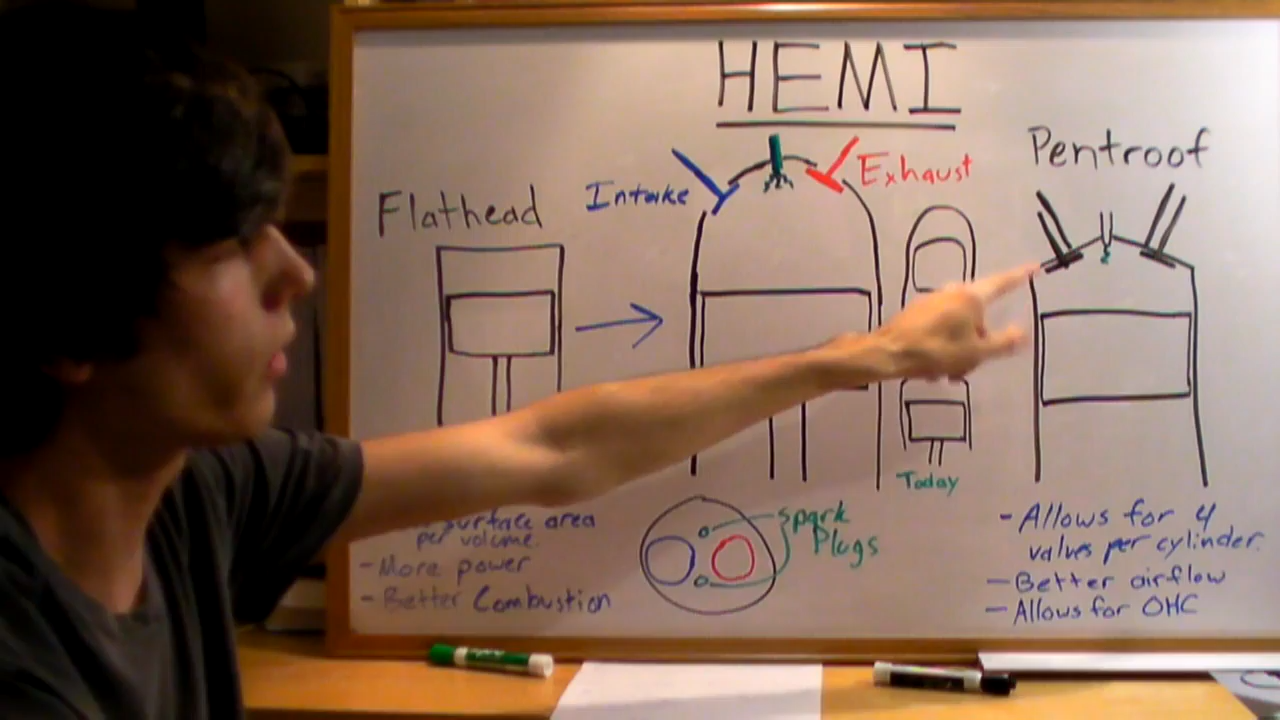 HEMI
Pentroof
Exhaust
Intake
Flathead
Today
surface area
per volume.
- More power
- Better Combustion
spark
Plugs
- Allows for 4
valves per cylinder.
- Better airflow
- Allows for OHC